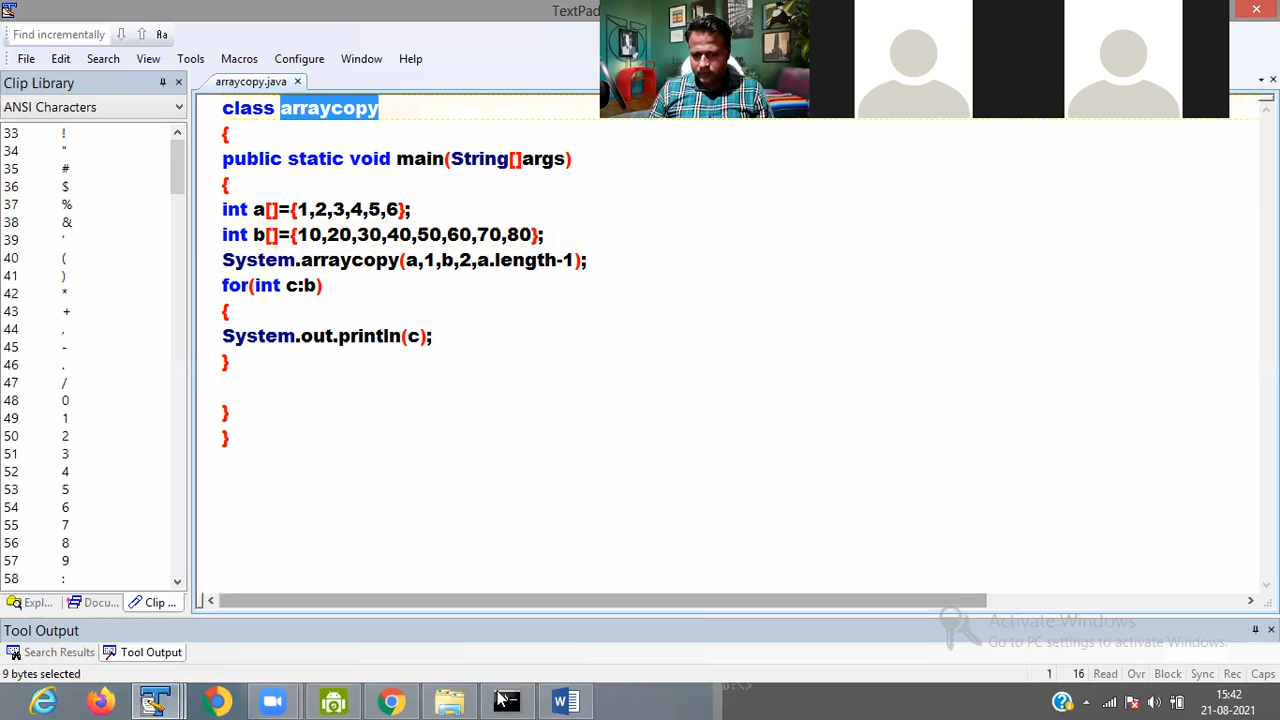 TextPad
Find incrementally
File Edit Search View Tools Macros Configure Window Help
Clip Library
arraycopy.java
ANSI Characters
class arraycopy
{
public static void main(String[]args)
{
int a[]={1,2,3,4,5,6};
int b[]={10,20,30,40,50,60,70,80};
System.arraycopy(a,1,b,2,a.length-1);
for(int c:b)
{
System.out.println(c);
}
}
}
33 !
34 "
35 #
36 $
37 %
38 &
39 '
40 (
41 )
42 *
43 +
44 ,
45 -
46 .
47 /
48 0
49 1
50 2
51 3
52 4
53 5
54 6
55 7
56 8
57 9
58 :
Expl... Docu... Clip ...
Tool Output
Search Results Tool Output
Activate Windows
Go to PC settings to activate Windows.
9 bytes selected
1 16 Read Ovr Block Sync Rec Caps
D:\>
15:42
21-08-2021